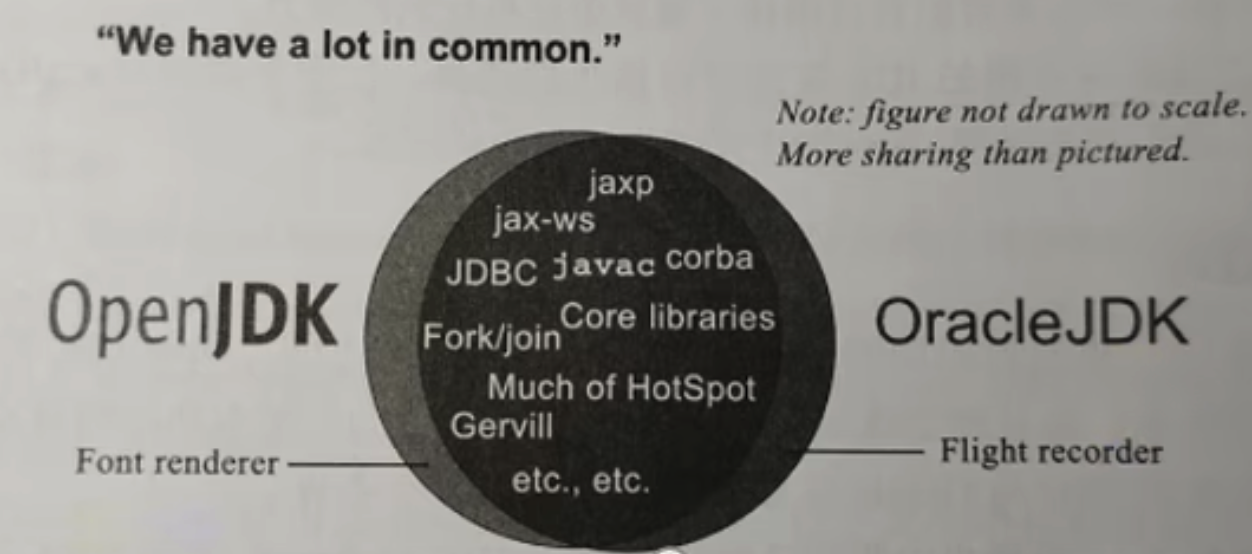 “We have a lot in common.”
Note: figure not drawn to scale.
More sharing than pictured.
jaxp
jax-ws
JDBC javac corba
Core libraries
Fork/join
Much of HotSpot
Gervill
etc., etc.
OpenJDK
OracleJDK
Font renderer
Flight recorder